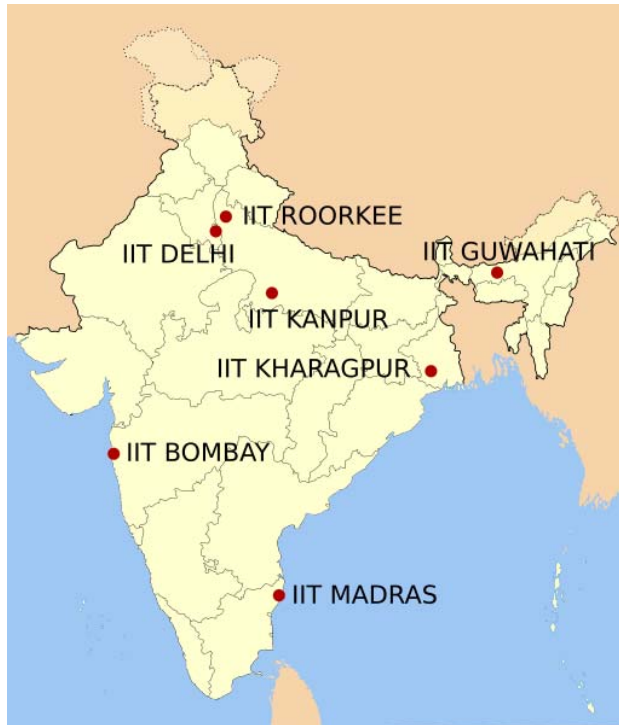 IIT ROORKEE
IIT DELHI
IIT GUWAHATI
IIT KANPUR
IIT KHARAGPUR
IIT BOMBAY
IIT MADRAS